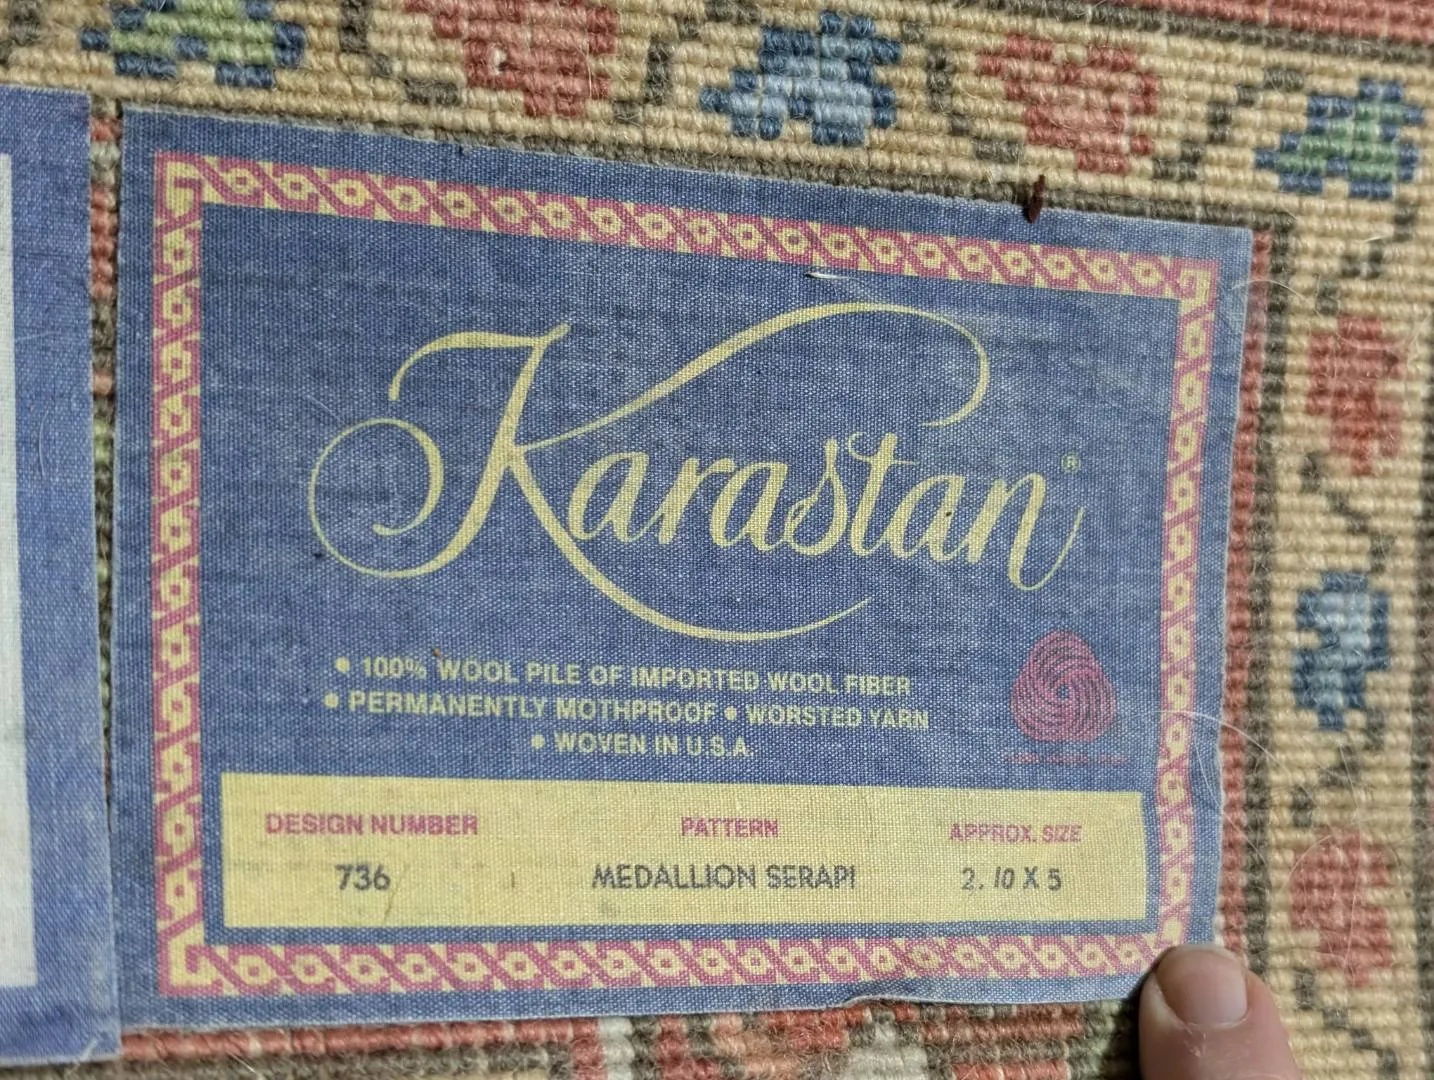 Karastan®
• 100% WOOL PILE OF IMPORTED WOOL FIBER
• PERMANENTLY MOTHPROOF • WORSTED YARN
• WOVEN IN U.S.A.
DESIGN NUMBER PATTERN APPROX. SIZE
736 MEDALLION SERAPI 2.10 X 5